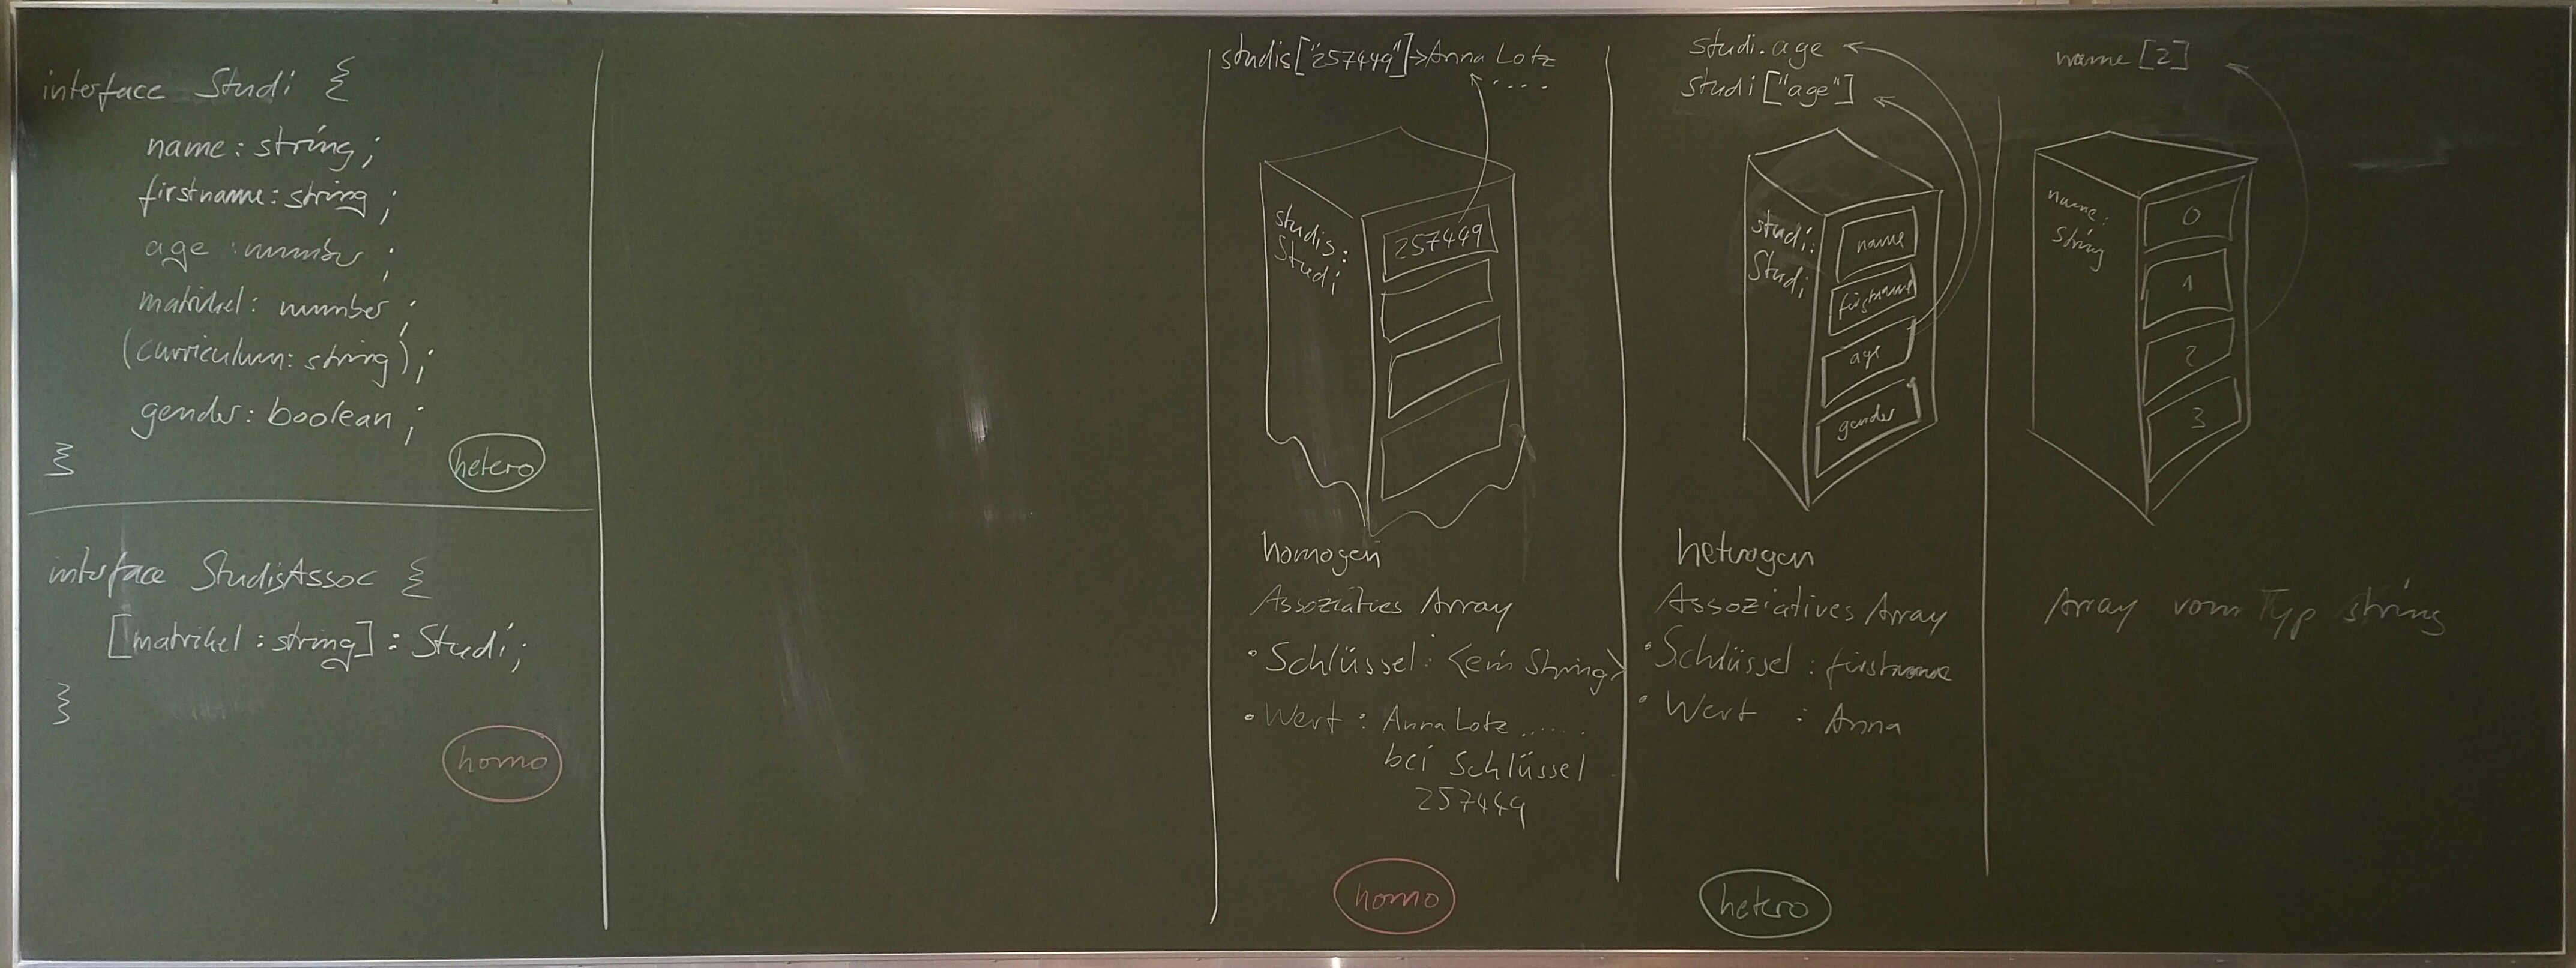 interface Studi {
name: string;
firstname: string;
age : number ;
matrikel: number ;
(curriculum: string) ;
gender: boolean ;
}
hetero
interface StudisAssoc {
[matrikel : string] : Studi;
}
homo
studis["257449"]->Anna Lotz
....
studis:
Studi
257449
homogen
Assoziatives Array
• Schlüssel : <ein String>
• Wert : Anna Lotz ......
bei Schlüssel
257449
homo
studi.age
studi["age"]
studi:
Studi
name
firstname
age
gender
heterogen
Assoziatives Array
• Schlüssel : firstname
• Wert : Anna
hetero
name [2]
name:
string
0
1
2
3
Array vom Typ string